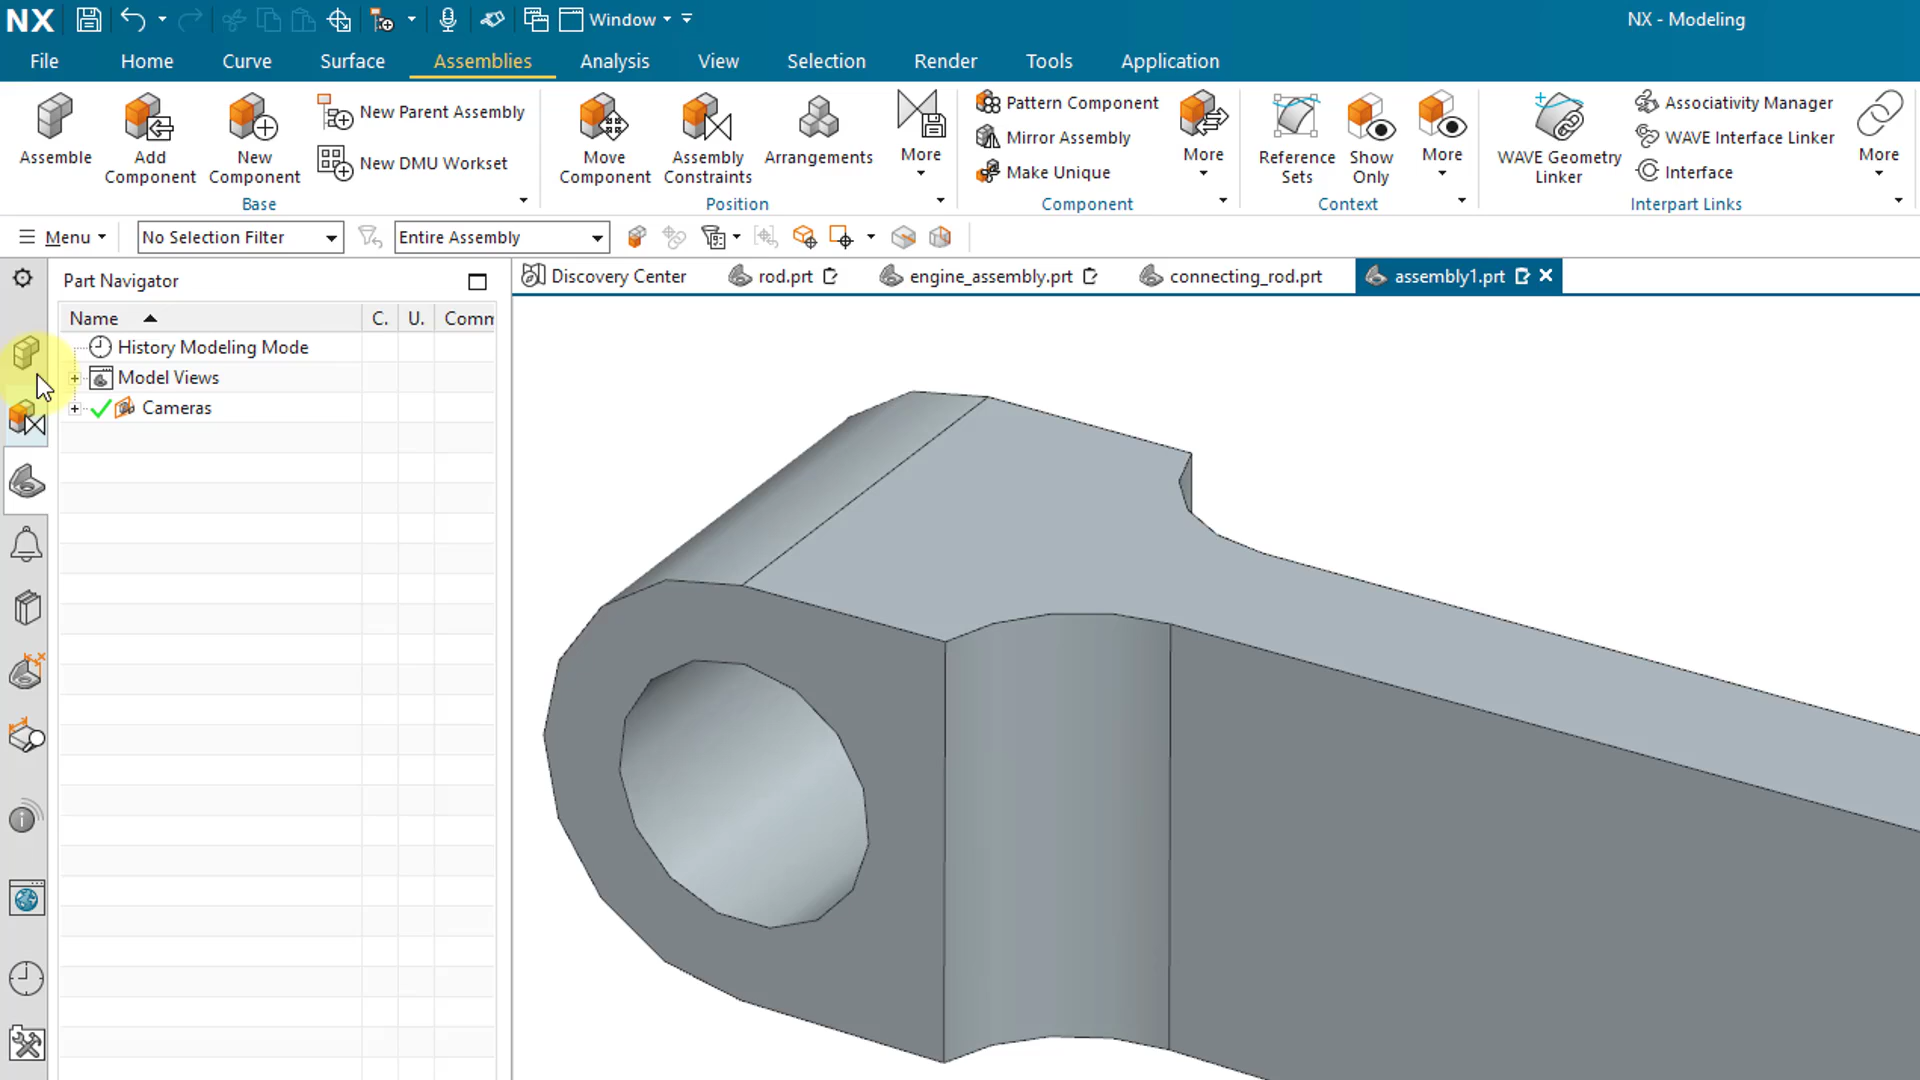 NX Window NX - Modeling
File Home Curve Surface Assemblies Analysis View Selection Render Tools Application
Assemble
Add Component
New Component
New Parent Assembly
New DMU Workset
Base
Move Component
Assembly Constraints
Arrangements
More
Position
Pattern Component
Mirror Assembly
Make Unique
More
Component
Reference Sets
Show Only
More
Context
WAVE Geometry Linker
Associativity Manager
WAVE Interface Linker
Interface
More
Interpart Links
Menu No Selection Filter Entire Assembly
Part Navigator
Discovery Center rod.prt engine_assembly.prt connecting_rod.prt assembly1.prt
Name C. U. Comm
History Modeling Mode
Model Views
Cameras